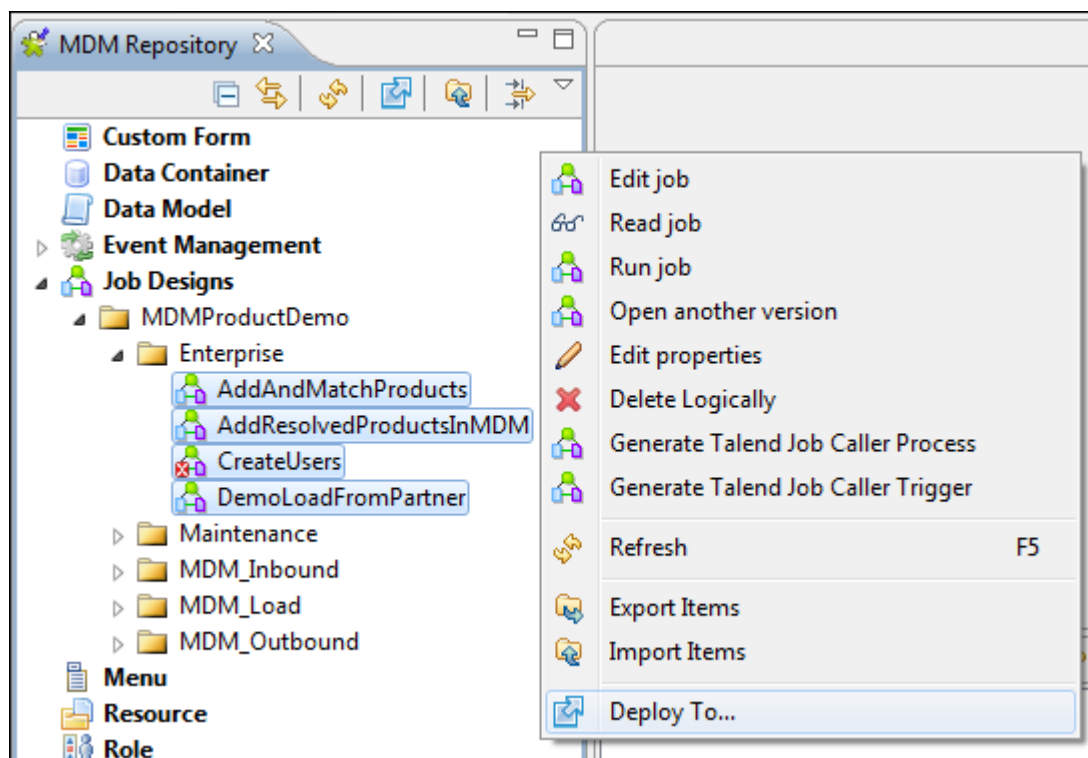 MDM Repository
Custom Form
Data Container
Data Model
Event Management
Job Designs
MDMProductDemo
Enterprise
AddAndMatchProducts
AddResolvedProductsInMDM
CreateUsers
DemoLoadFromPartner
Maintenance
MDM_Inbound
MDM_Load
MDM_Outbound
Menu
Resource
Role
Edit job
Read job
Run job
Open another version
Edit properties
Delete Logically
Generate Talend Job Caller Process
Generate Talend Job Caller Trigger
Refresh F5
Export Items
Import Items
Deploy To...